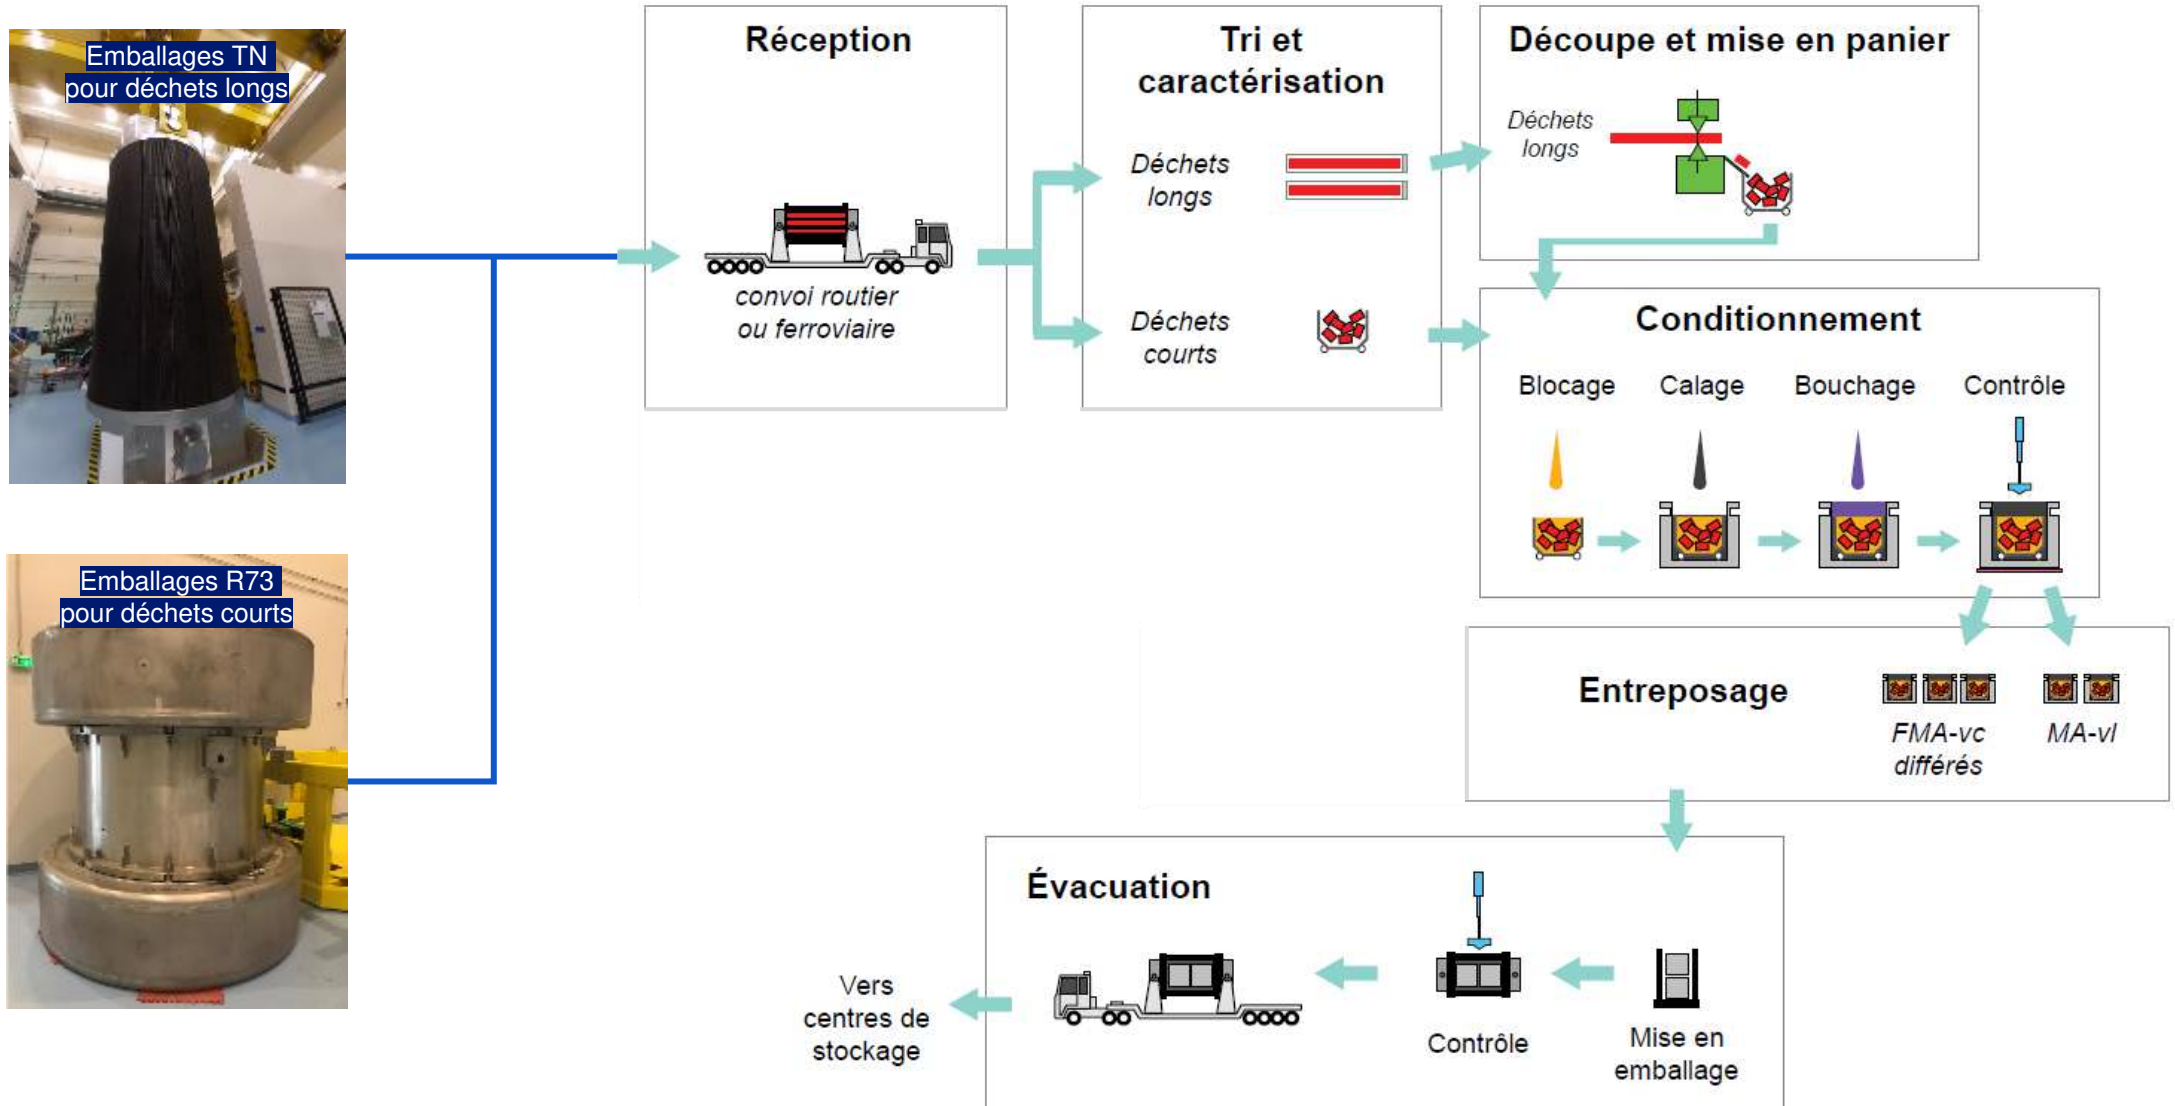 Emballages TN
pour déchets longs
Emballages R73
pour déchets courts
Réception
convoi routier
ou ferroviaire
Tri et
caractérisation
Déchets
longs
Déchets
courts
Découpe et mise en panier
Déchets
longs
Conditionnement
Blocage
Calage
Bouchage
Contrôle
Entreposage
FMA-vc
différés
MA-vl
Évacuation
Mise en
emballage
Contrôle
Vers
centres de
stockage